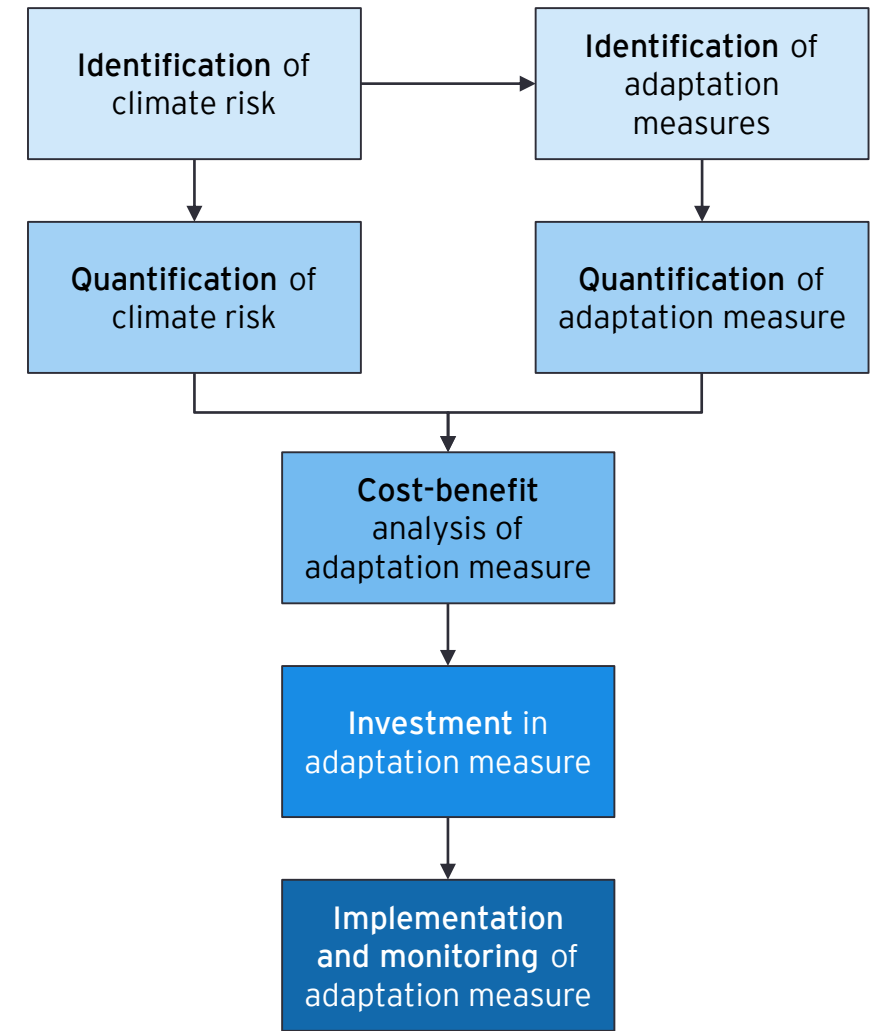 Identification of
climate risk
Identification of
adaptation
measures
Quantification of
climate risk
Quantification of
adaptation measure
Cost-benefit
analysis of
adaptation measure
Investment in
adaptation measure
Implementation
and monitoring of
adaptation measure